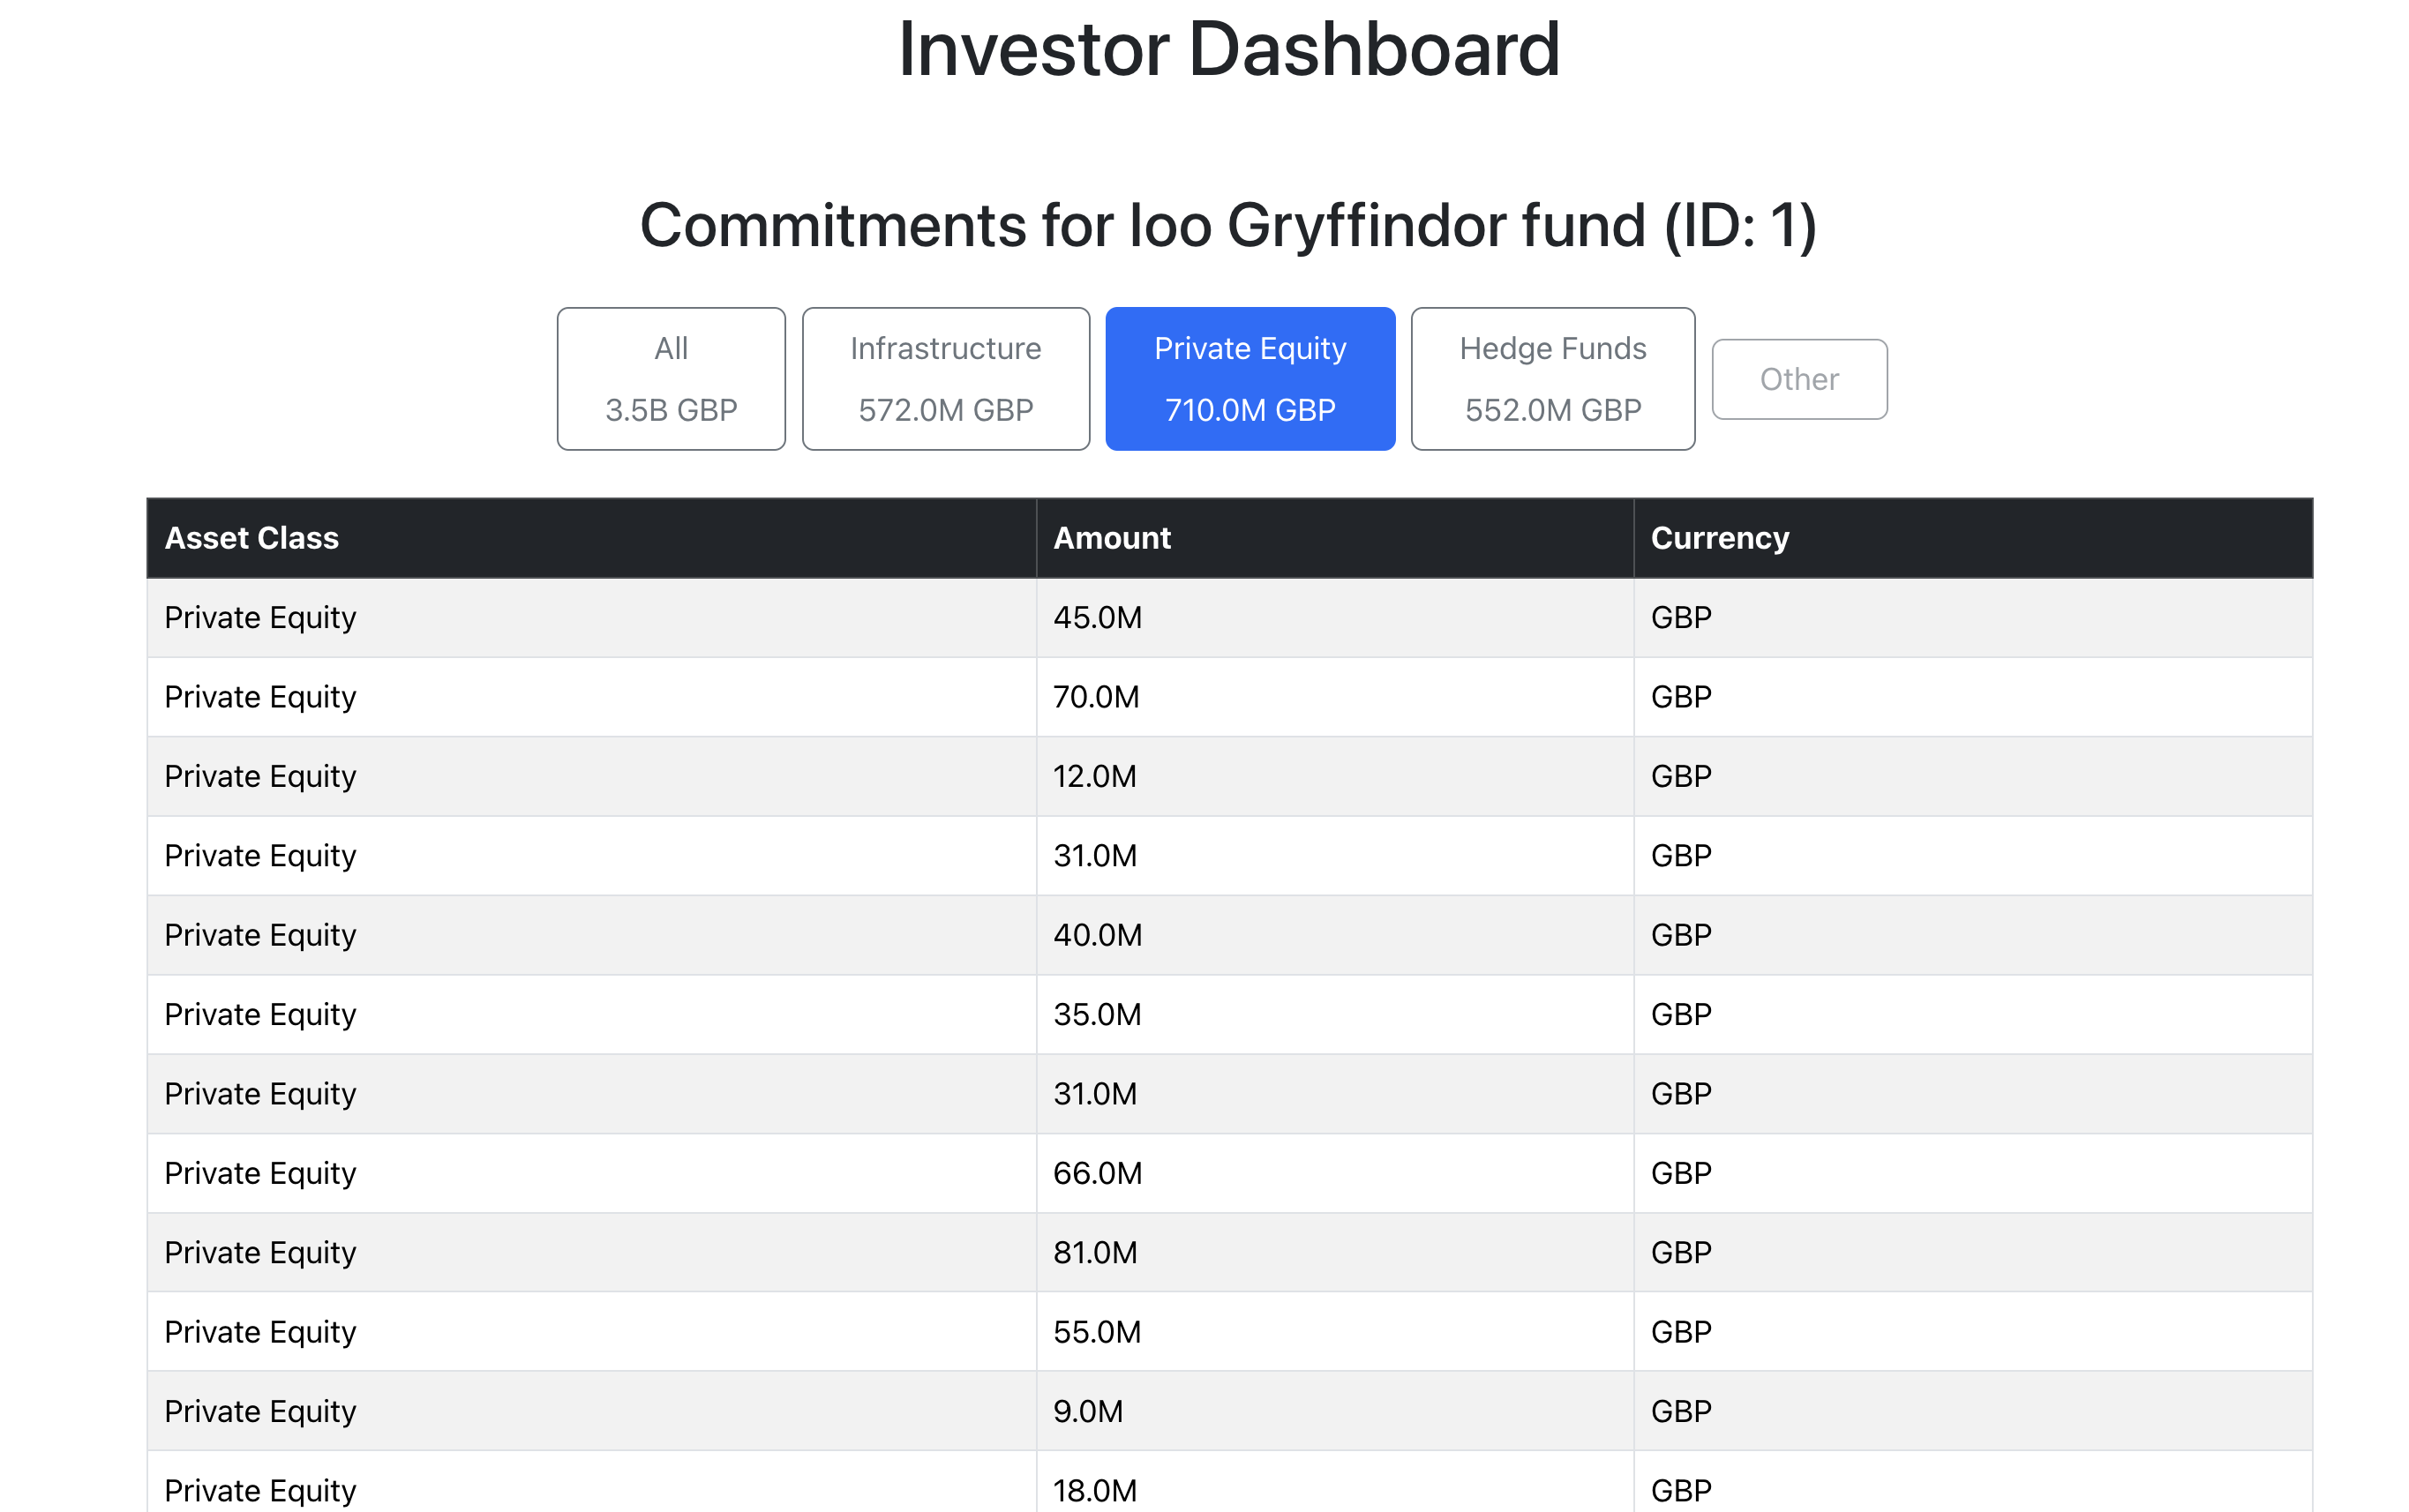 Investor Dashboard
Commitments for Ioo Gryffindor fund (ID: 1)
All Infrastructure Private Equity Hedge Funds Other
3.5B GBP 572.0M GBP 710.0M GBP 552.0M GBP
Asset Class Amount Currency
Private Equity 45.0M GBP
Private Equity 70.0M GBP
Private Equity 12.0M GBP
Private Equity 31.0M GBP
Private Equity 40.0M GBP
Private Equity 35.0M GBP
Private Equity 31.0M GBP
Private Equity 66.0M GBP
Private Equity 81.0M GBP
Private Equity 55.0M GBP
Private Equity 9.0M GBP
Private Equity 18.0M GBP